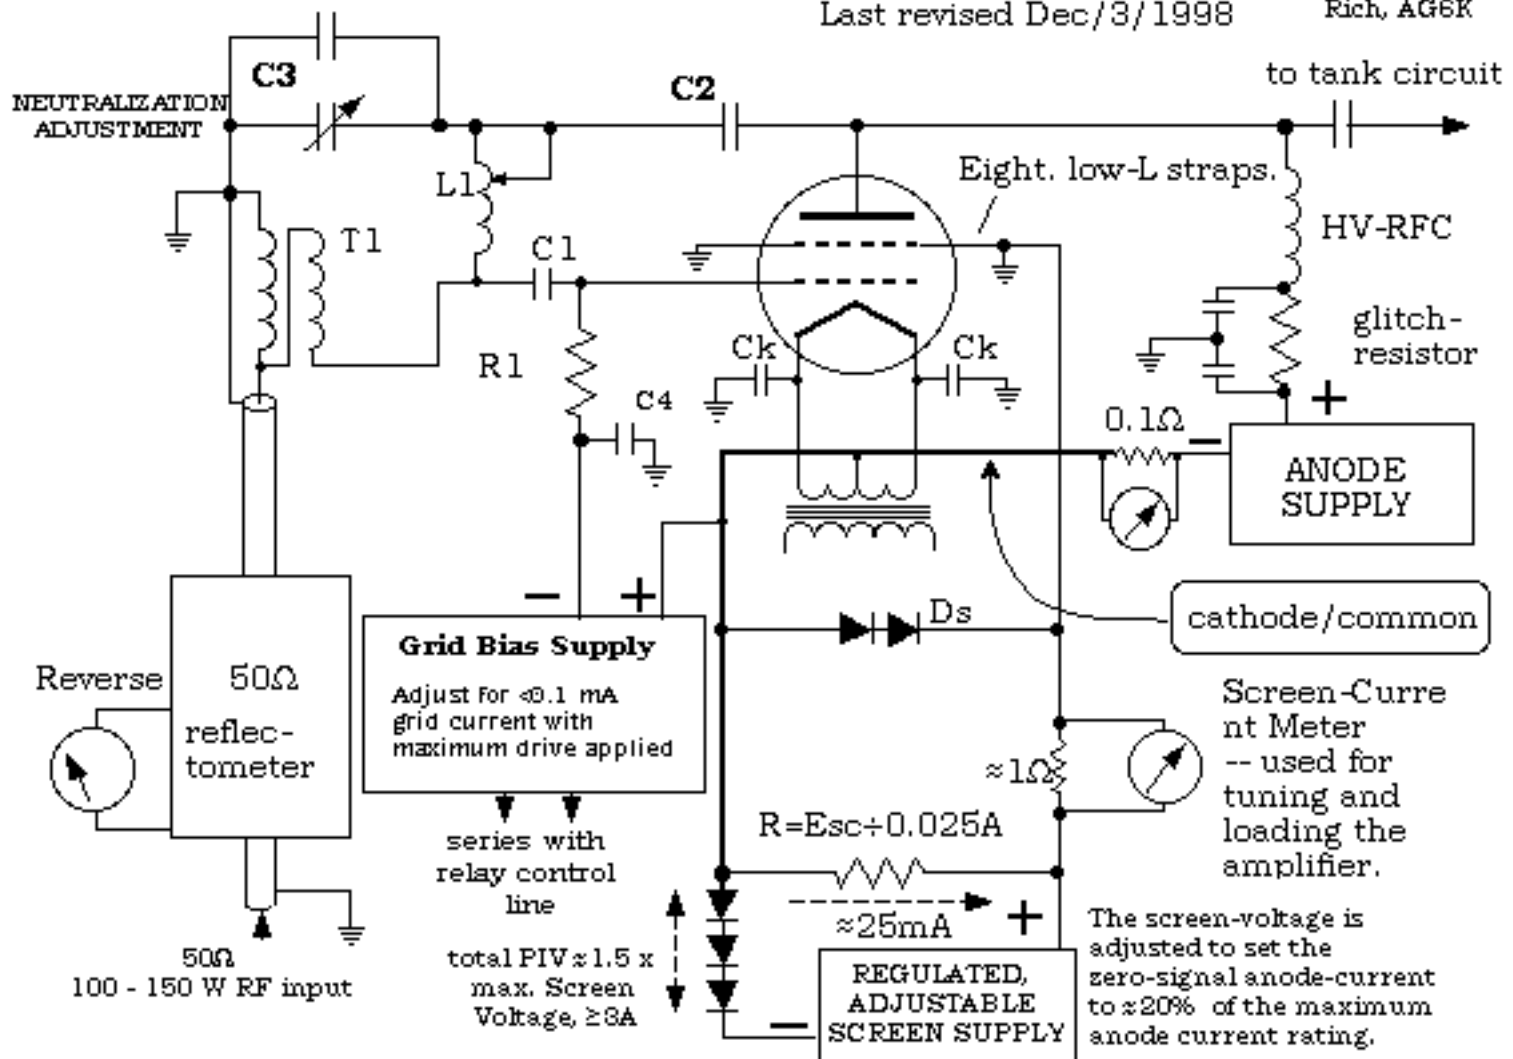 Last revised Dec/3/1998
Rich, AG6K
C3
C2
to tank circuit
NEUTRALIZATION
ADJUSTMENT
L1
Eight. low-L straps.
T1
C1
HV-RFC
glitch-
resistor
R1
Ck
Ck
C4
+
0.1Ω
−
ANODE
SUPPLY
− +
Ds
cathode/common
Grid Bias Supply
Adjust for <0.1 mA
grid current with
maximum drive applied
Reverse
50Ω
reflec-
tometer
Screen-Curre
nt Meter
-- used for
tuning and
loading the
amplifier.
≈1Ω
R=Esc÷0.025A
series with
relay control
line
≈25mA
+
50Ω
100 - 150 W RF input
total PIV ≈ 1.5 x
max. Screen
Voltage, ≥3A
−
REGULATED,
ADJUSTABLE
SCREEN SUPPLY
The screen-voltage is
adjusted to set the
zero-signal anode-current
to ≈20% of the maximum
anode current rating.